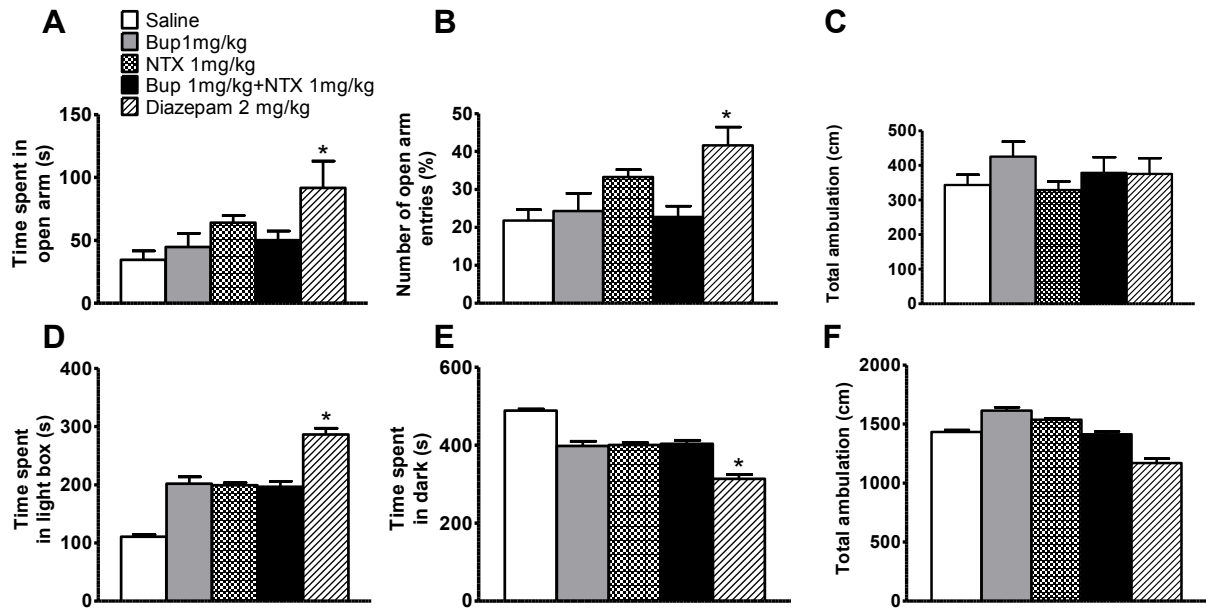 A
Saline
Bup1mg/kg
NTX 1mg/kg
Bup 1mg/kg+NTX 1mg/kg
Diazepam 2 mg/kg
Time spent in
open arm (s)
150
100
50
0
*
B
Number of open arm
entries (%)
50
40
30
20
10
0
*
C
Total ambulation (cm)
500
400
300
200
100
0
D
Time spent
in light box (s)
400
300
200
100
0
*
E
Time spent
in dark (s)
600
400
200
0
*
F
Total ambulation (cm)
2000
1500
1000
500
0